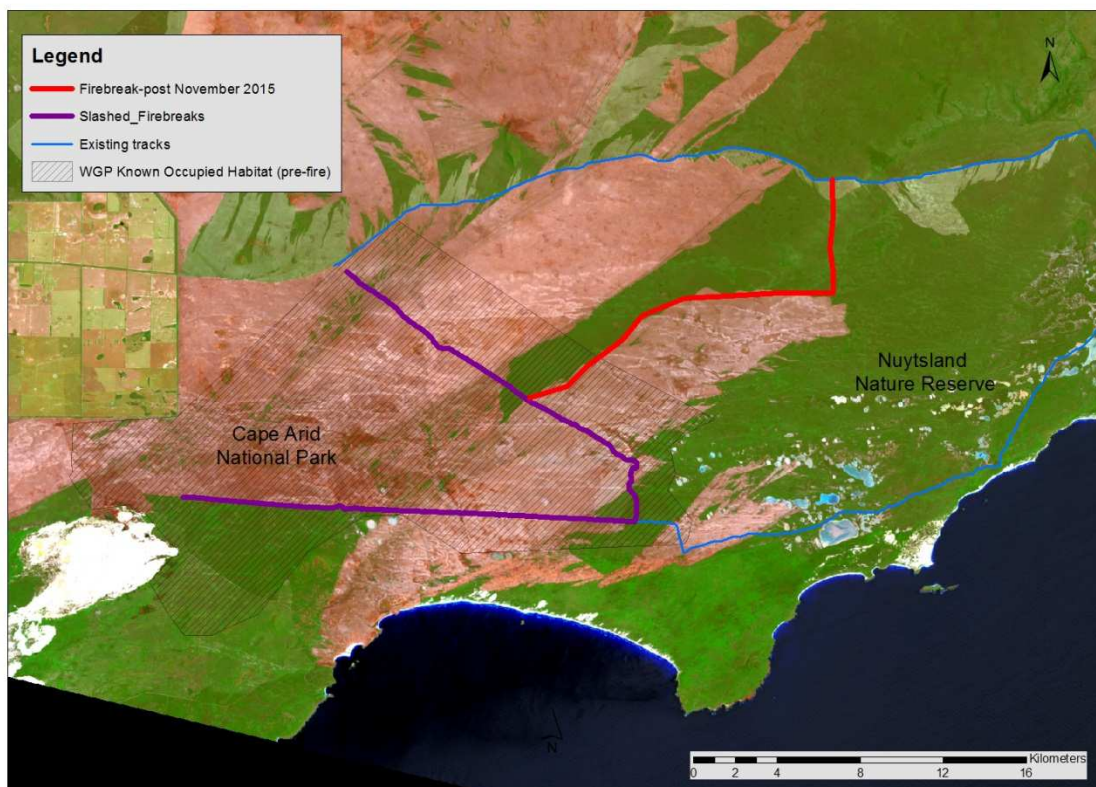 Legend
Firebreak-post November 2015
Slashed_Firebreaks
Existing tracks
WGP Known Occupied Habitat (pre-fire)
N
Nuytsland
Nature Reserve
Cape Arid
National Park
N
Kilometers
0 2 4 8 12 16